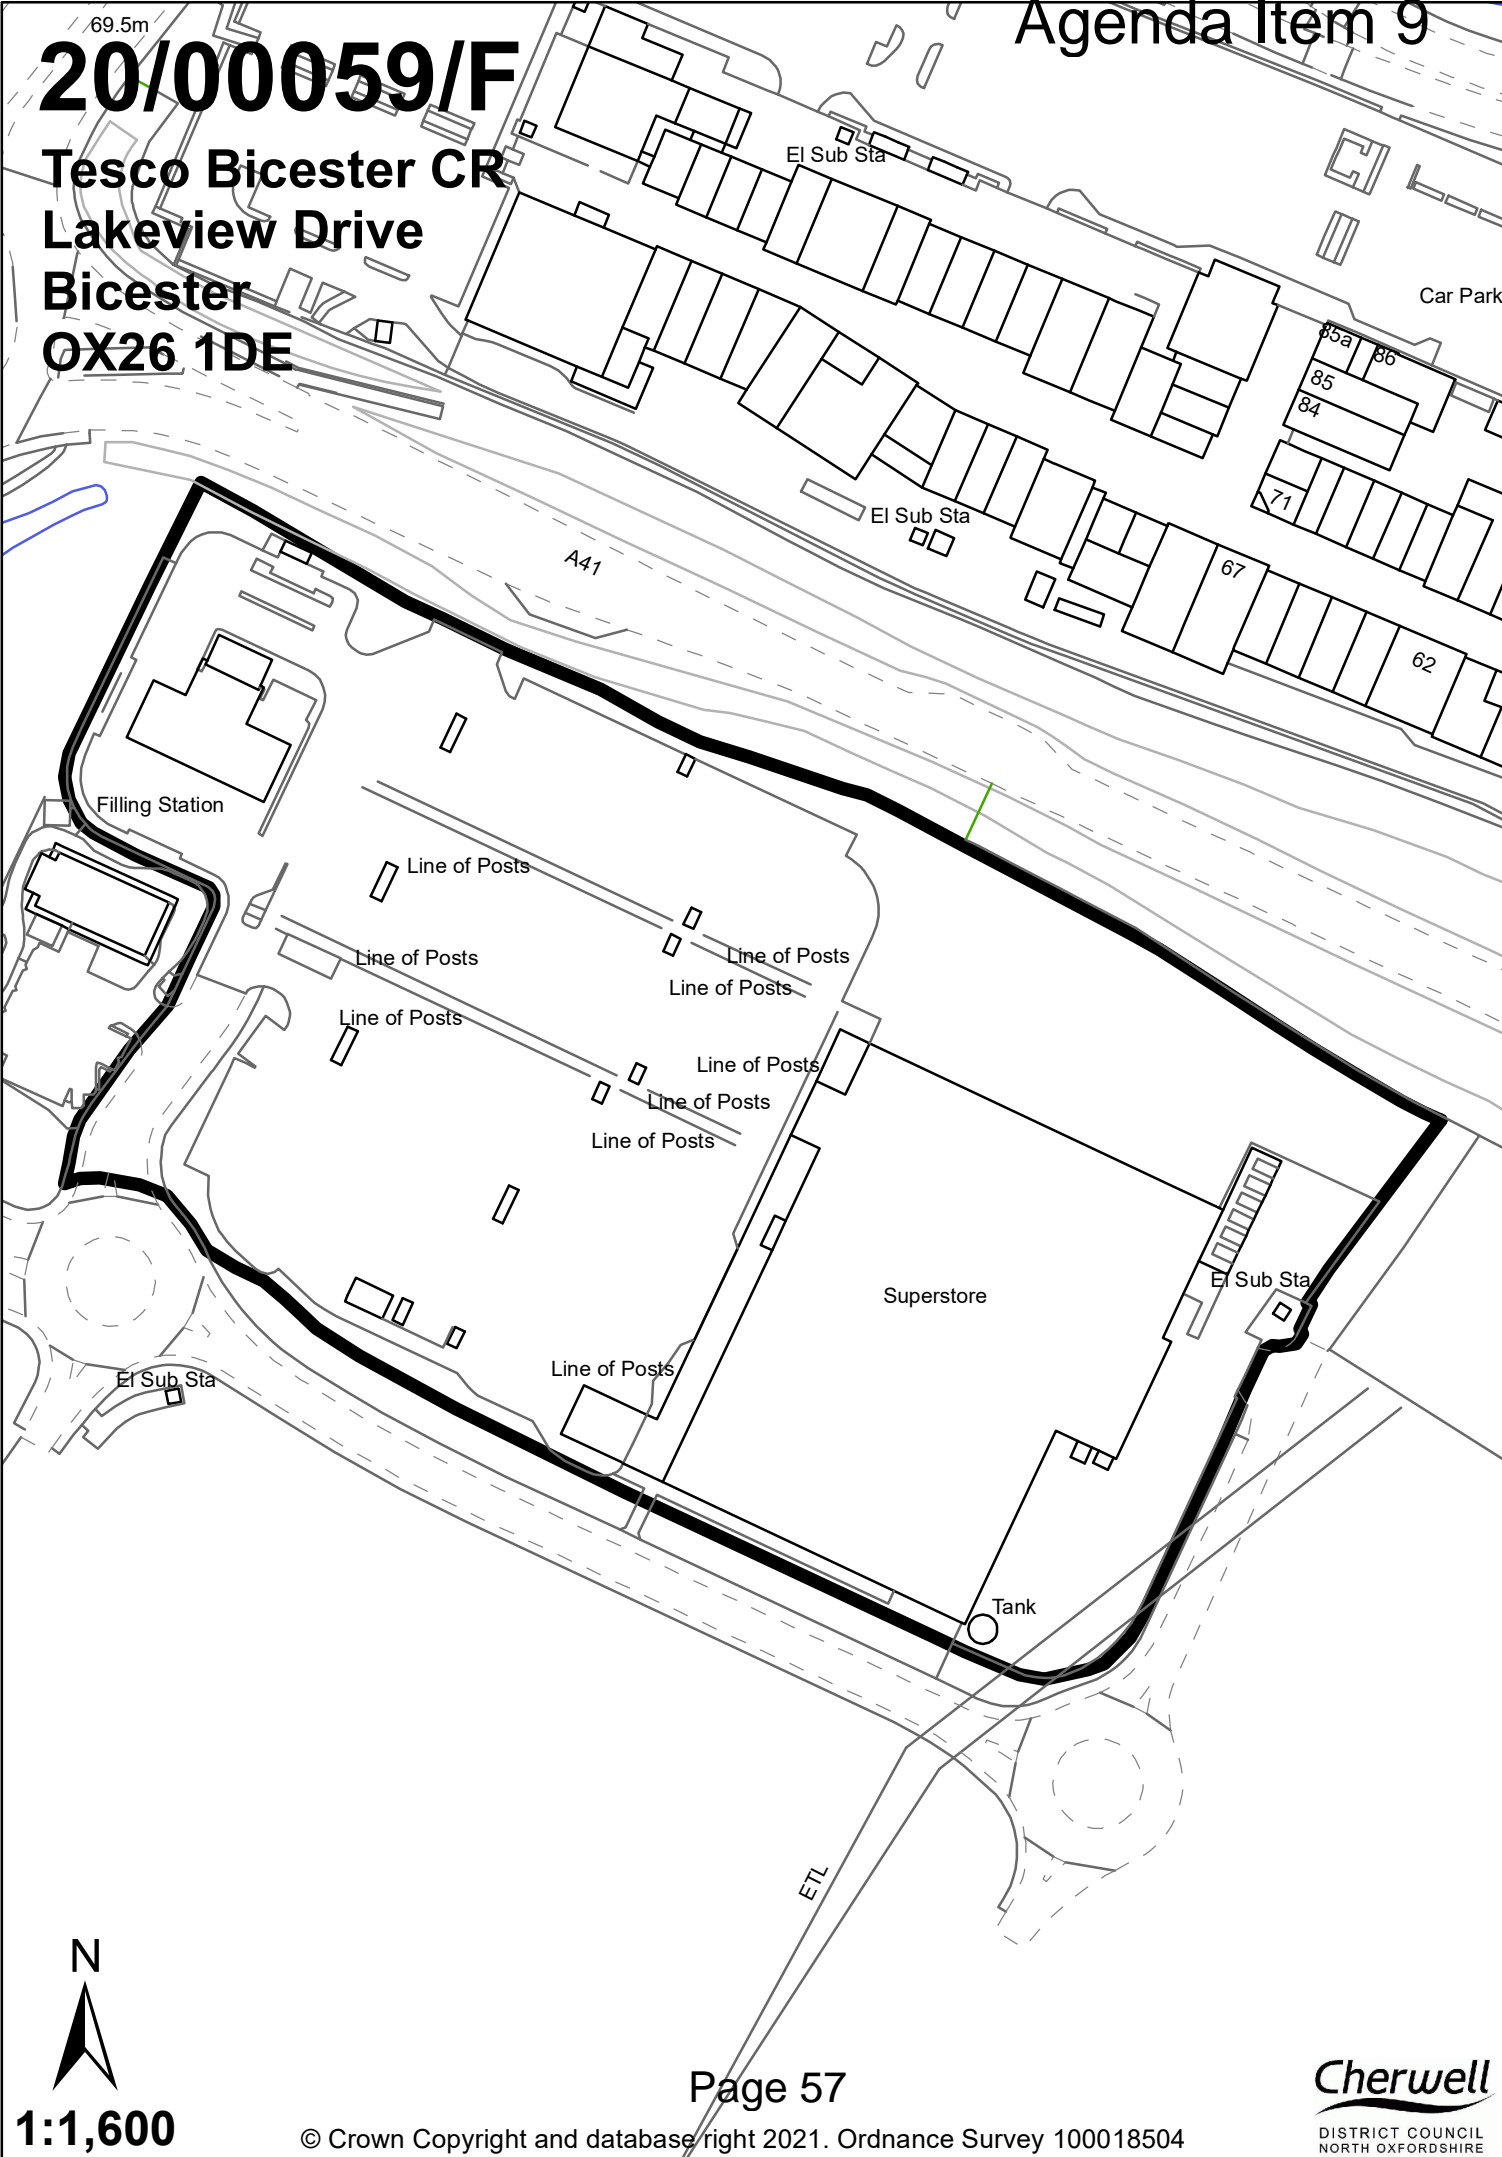 Agenda Item 9
69.5m
20/00059/F
Tesco Bicester CR
Lakeview Drive
Bicester
OX26 1DE
El Sub Sta
Car Park
85a
86
85
84
71
El Sub Sta
A41
67
62
Filling Station
Line of Posts
Line of Posts
Line of Posts
Line of Posts
Line of Posts
Line of Posts
Line of Posts
Line of Posts
El Sub Sta
Superstore
Line of Posts
El Sub Sta
Tank
ETL
N
1:1,600
Page 57
© Crown Copyright and database right 2021. Ordnance Survey 100018504
Cherwell
DISTRICT COUNCIL
NORTH OXFORDSHIRE